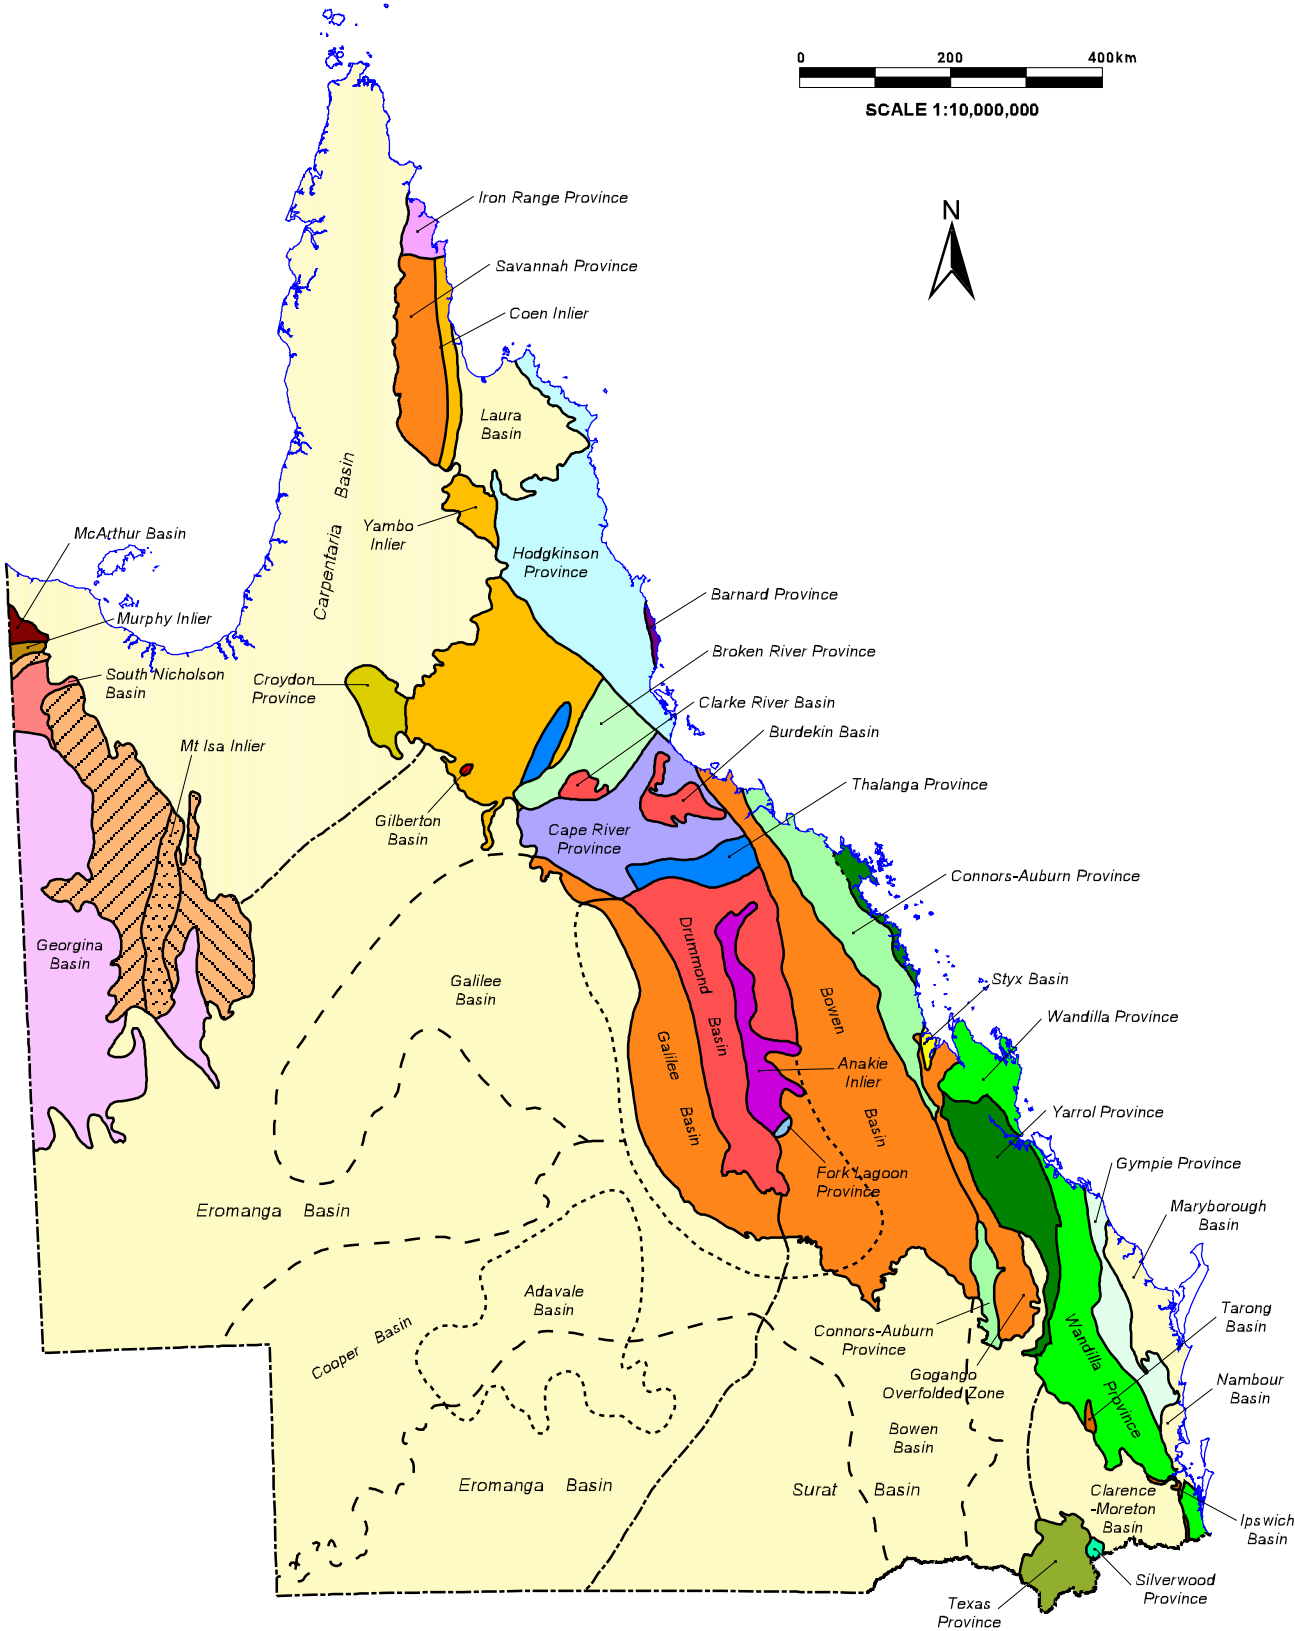 0 200 400km
SCALE 1:10,000,000
N
Iron Range Province
Savannah Province
Coen Inlier
Laura
Basin
Carpentaria Basin
Yambo
Inlier
McArthur Basin
Hodgkinson
Province
Murphy Inlier
Barnard Province
Broken River Province
South Nicholson
Basin
Croydon
Province
Clarke River Basin
Burdekin Basin
Mt Isa Inlier
Thalanga Province
Gilberton
Basin
Cape River
Province
Connors-Auburn Province
Georgina
Basin
Drummond Basin
Galilee
Basin
Styx Basin
Bowen Basin
Wandilla Province
Galilee Basin
Anakie
Inlier
Yarrol Province
Fork Lagoon
Province
Gympie Province
Eromanga Basin
Maryborough
Basin
Adavale
Basin
Tarong
Basin
Cooper Basin
Connors-Auburn
Province
Wandilla Province
Gogango
Overfolded Zone
Nambour
Basin
Bowen
Basin
Eromanga Basin
Surat Basin
Clarence
-Moreton
Basin
Ipswich
Basin
Silverwood
Province
Texas
Province